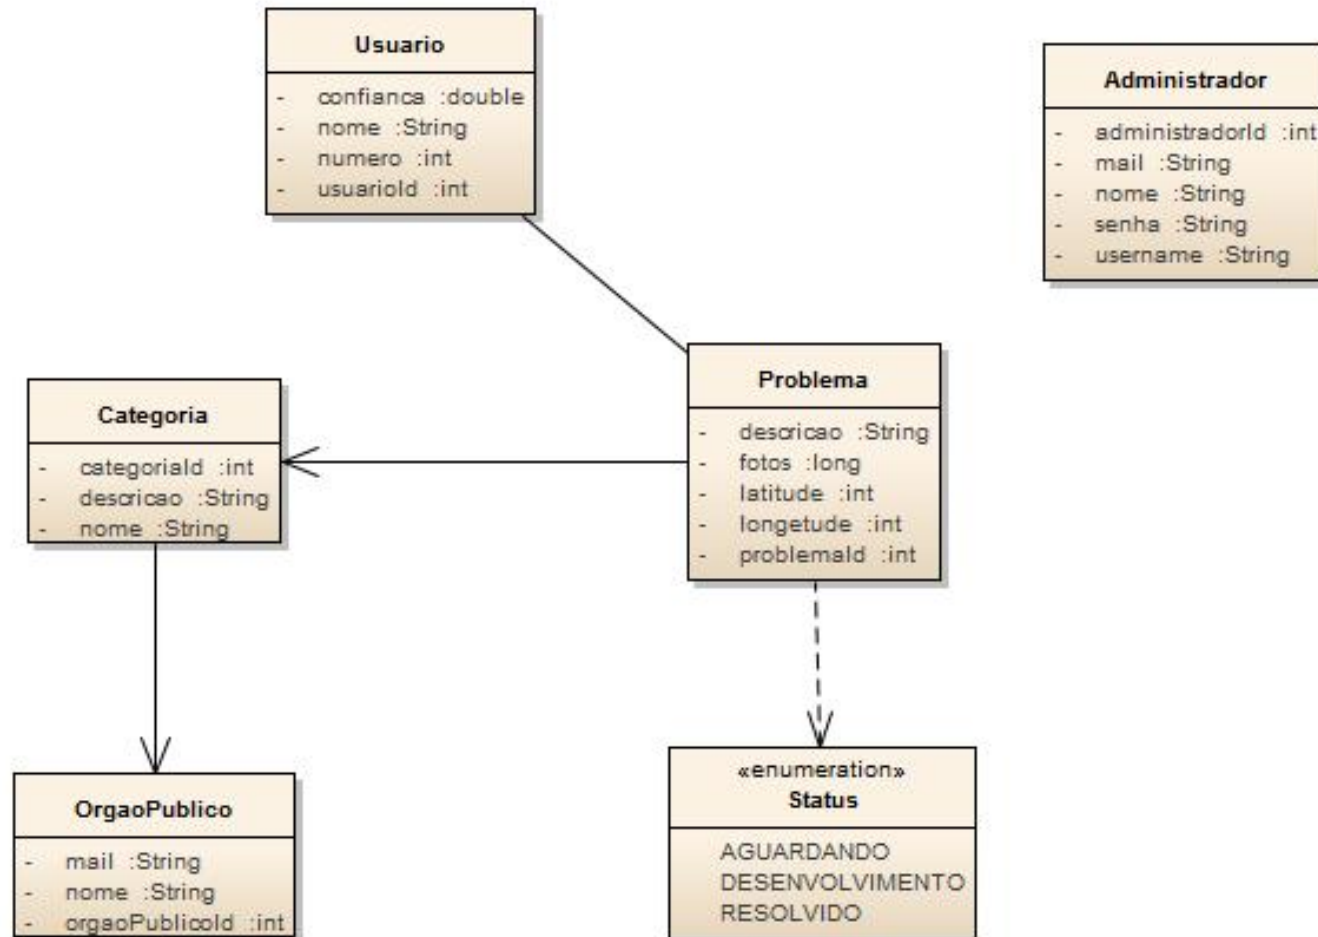 Usuario
- confianca :double
- nome :String
- numero :int
- usuarioId :int
Administrador
- administradorId :int
- mail :String
- nome :String
- senha :String
- username :String
Problema
- descricao :String
- fotos :long
- latitude :int
- longetude :int
- problemaId :int
Categoria
- categoriaId :int
- descricao :String
- nome :String
OrgaoPublico
- mail :String
- nome :String
- orgaoPublicoId :int
«enumeration»
Status
AGUARDANDO
DESENVOLVIMENTO
RESOLVIDO